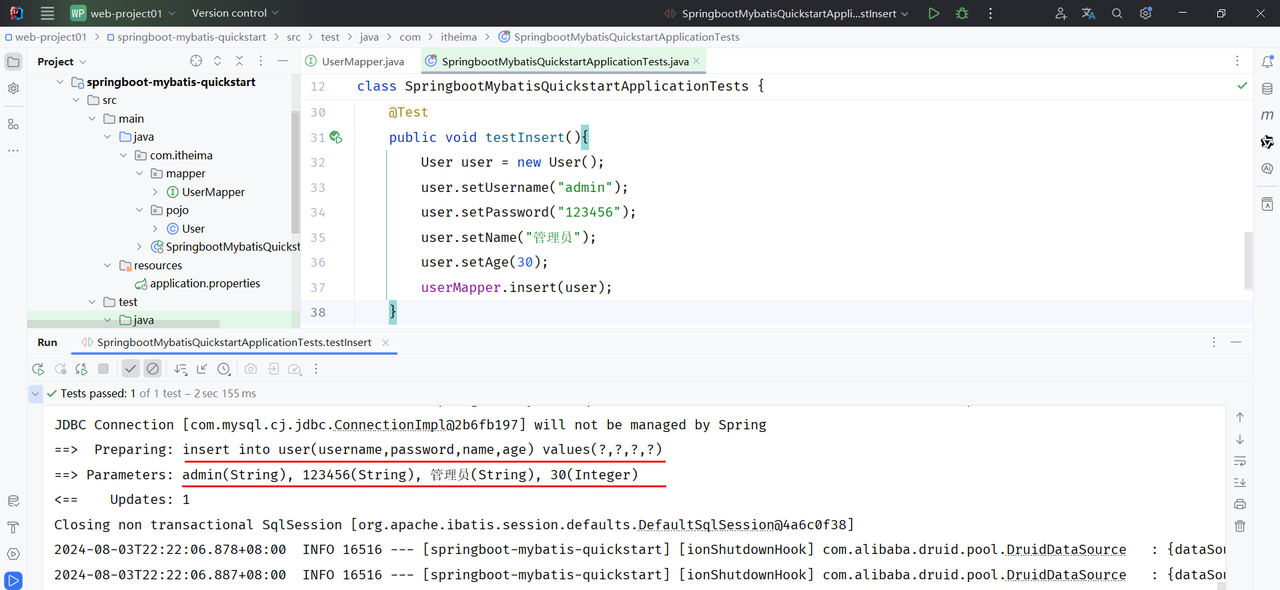 WP web-project01 Version control SpringbootMybatisQuickstartAppli...stInsert
web-project01 springboot-mybatis-quickstart src test java com itheima SpringbootMybatisQuickstartApplicationTests
Project
springboot-mybatis-quickstart
src
main
java
com.itheima
mapper
UserMapper
pojo
User
SpringbootMybatisQuickst
resources
application.properties
test
java
UserMapper.java SpringbootMybatisQuickstartApplicationTests.java
12 class SpringbootMybatisQuickstartApplicationTests {
30 @Test
31 public void testInsert(){
32 User user = new User();
33 user.setUsername("admin");
34 user.setPassword("123456");
35 user.setName("管理员");
36 user.setAge(30);
37 userMapper.insert(user);
38 }
Run SpringbootMybatisQuickstartApplicationTests.testInsert
Tests passed: 1 of 1 test – 2 sec 155 ms
JDBC Connection [com.mysql.cj.jdbc.ConnectionImpl@2b6fb197] will not be managed by Spring
==>  Preparing: insert into user(username,password,name,age) values(?,?,?,?)
==> Parameters: admin(String), 123456(String), 管理员(String), 30(Integer)
<==    Updates: 1
Closing non transactional SqlSession [org.apache.ibatis.session.defaults.DefaultSqlSession@4a6c0f38]
2024-08-03T22:22:06.878+08:00  INFO 16516 --- [springboot-mybatis-quickstart] [ionShutdownHook] com.alibaba.druid.pool.DruidDataSource   : {dataSou
2024-08-03T22:22:06.887+08:00  INFO 16516 --- [springboot-mybatis-quickstart] [ionShutdownHook] com.alibaba.druid.pool.DruidDataSource   : {dataSou